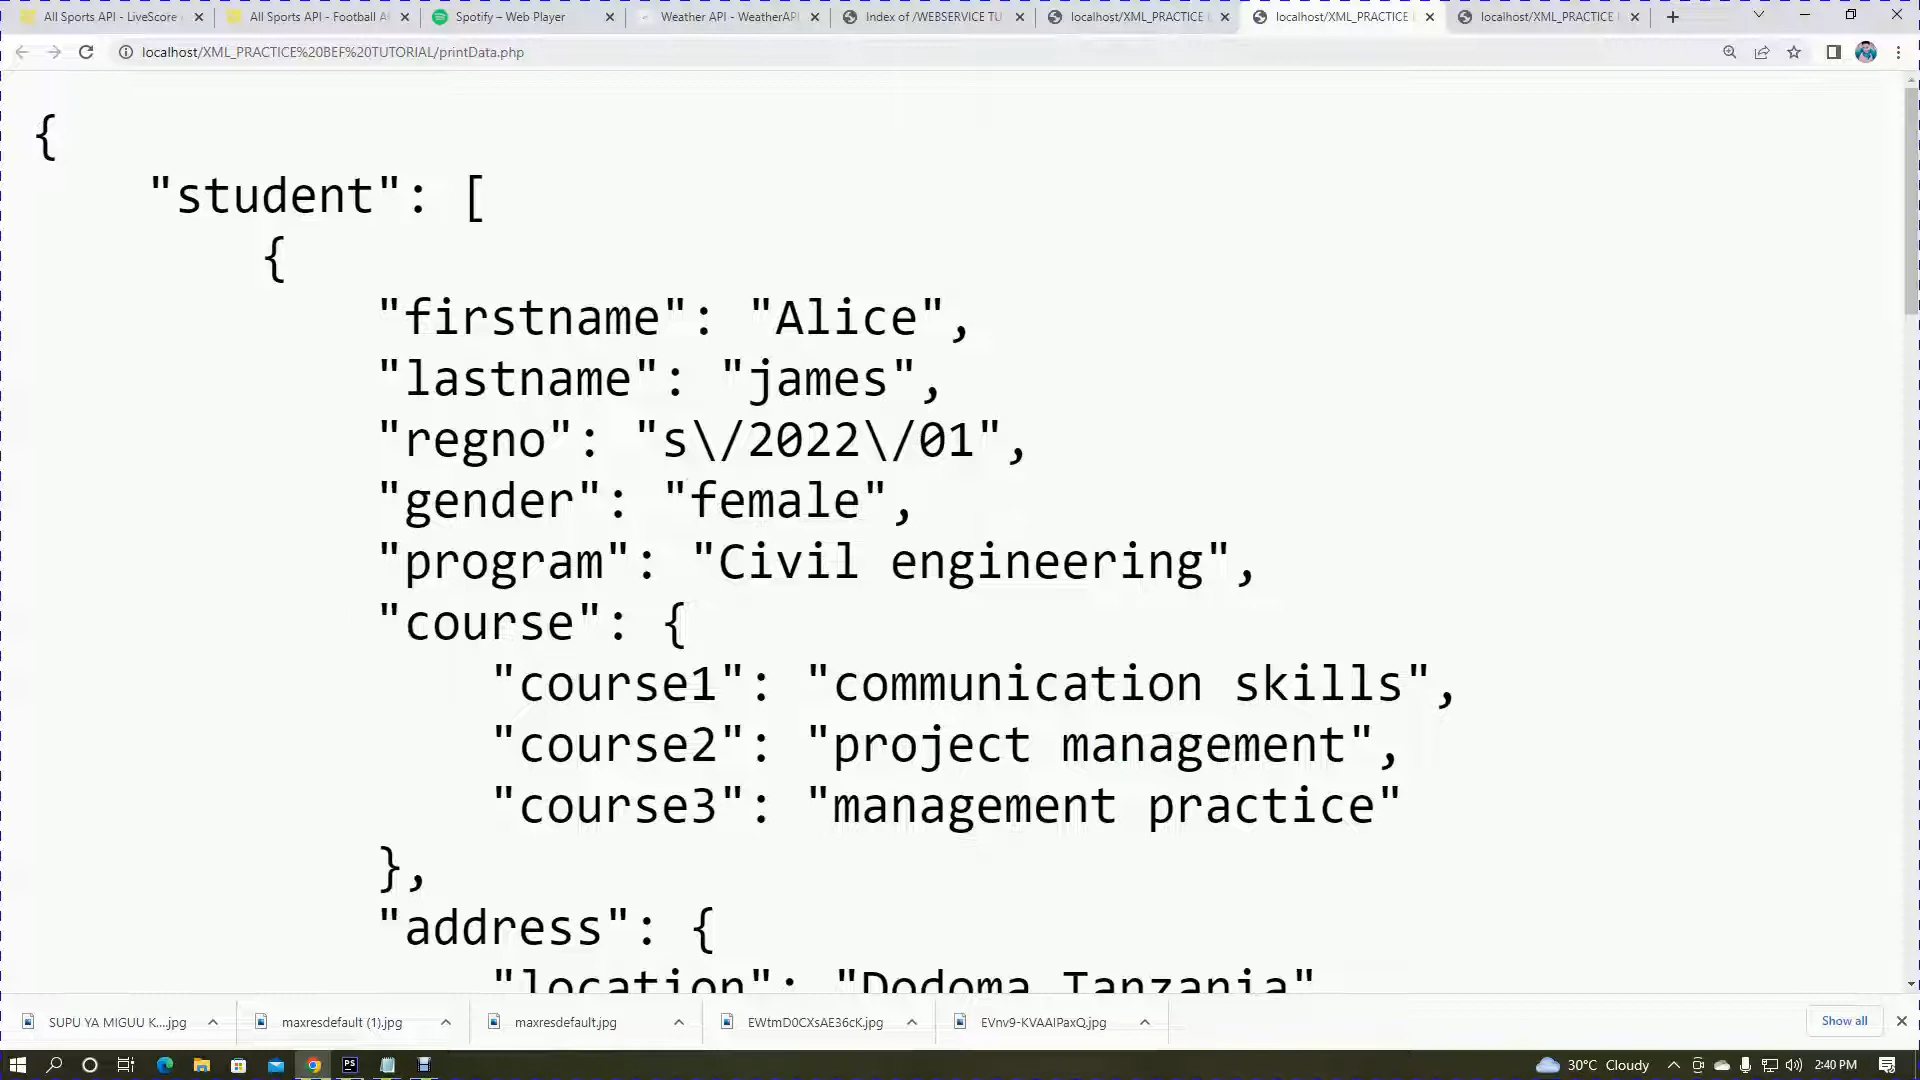 All Sports API - LiveScore
All Sports API - Football A
Spotify – Web Player
Weather API - WeatherAPI
Index of /WEBSERVICE TU
localhost/XML_PRACTICE
localhost/XML_PRACTICE
localhost/XML_PRACTICE
localhost/XML_PRACTICE%20BEF%20TUTORIAL/printData.php
{
"student": [
{
"firstname": "Alice",
"lastname": "james",
"regno": "s\/2022\/01",
"gender": "female",
"program": "Civil engineering",
"course": {
"course1": "communication skills",
"course2": "project management",
"course3": "management practice"
},
"address": {
"location": "Dodoma Tanzania"
SUPU YA MIGUU K....jpg
maxresdefault (1).jpg
maxresdefault.jpg
EWtmD0CXsAE36cK.jpg
EVnv9-KVAAIPaxQ.jpg
Show all
30°C Cloudy
2:40 PM